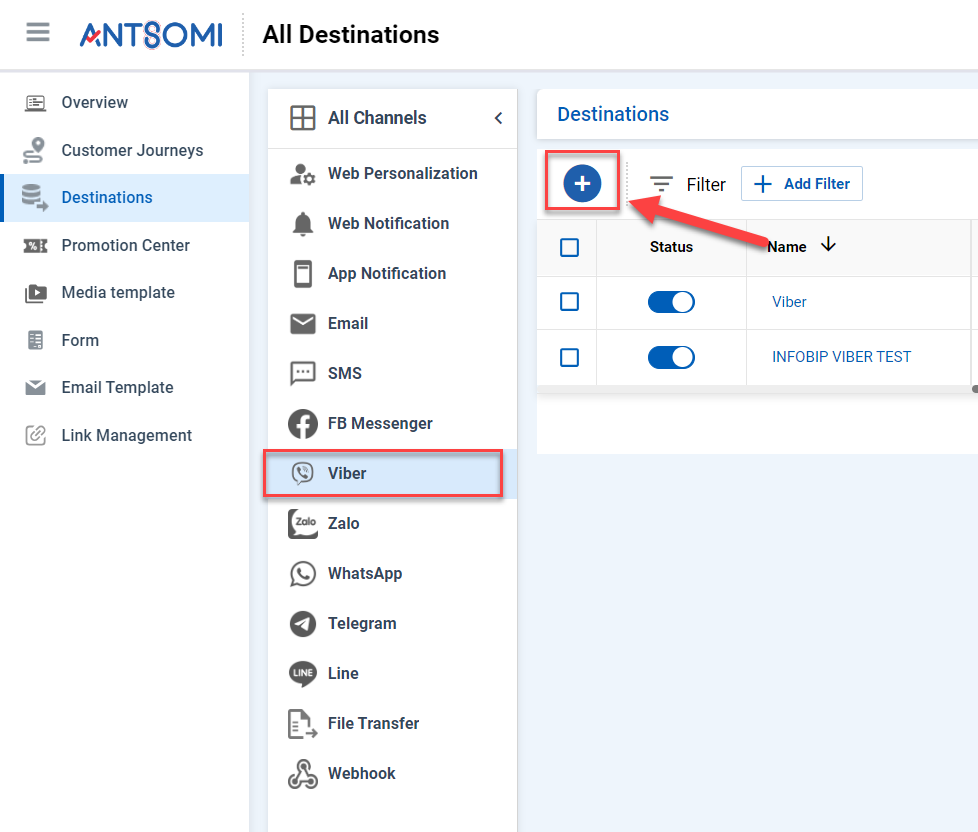 ANTSOMI
All Destinations
Overview
Customer Journeys
Destinations
Promotion Center
Media template
Form
Email Template
Link Management
All Channels
Web Personalization
Web Notification
App Notification
Email
SMS
FB Messenger
Viber
Zalo
Zalo
WhatsApp
Telegram
LINE
Line
File Transfer
Webhook
Destinations
Filter
Add Filter
Status
Name
Viber
INFOBIP VIBER TEST